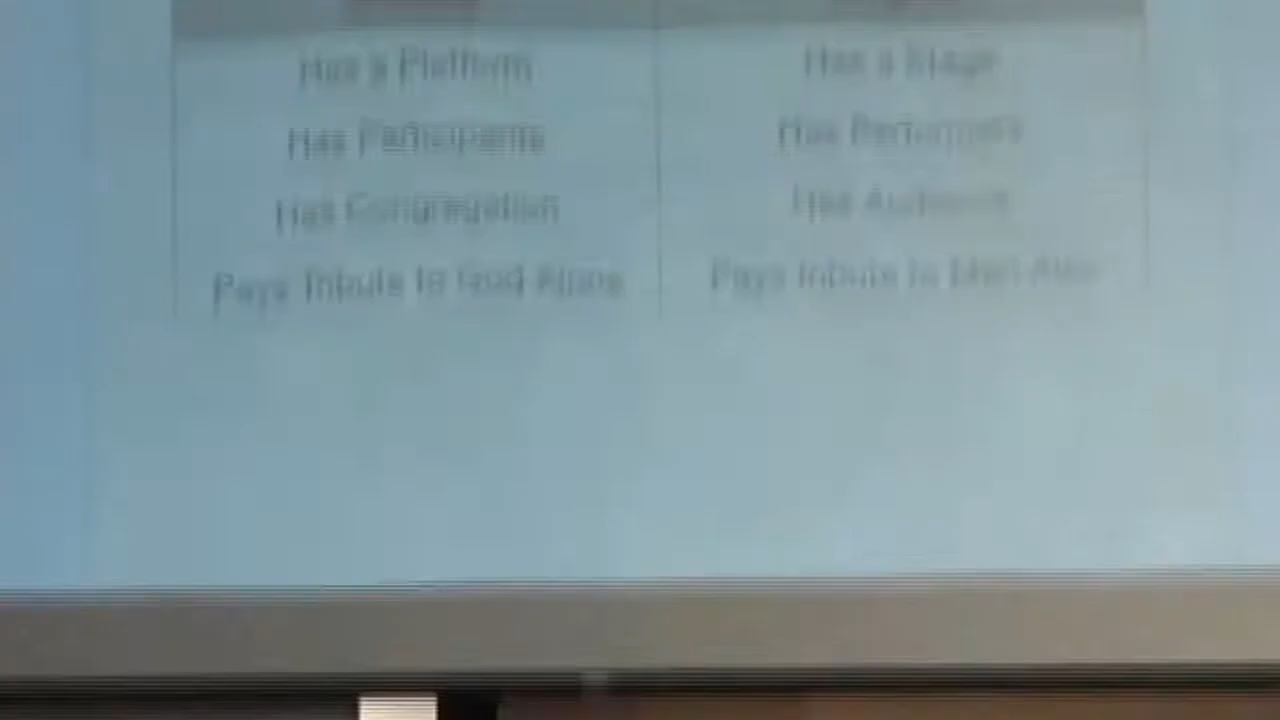 Has a Platform
Has a Stage
Has Participants
Has Performers
Has Congregation
Has Audience
Pays Tribute to God Alone
Pays Tribute to Man Also